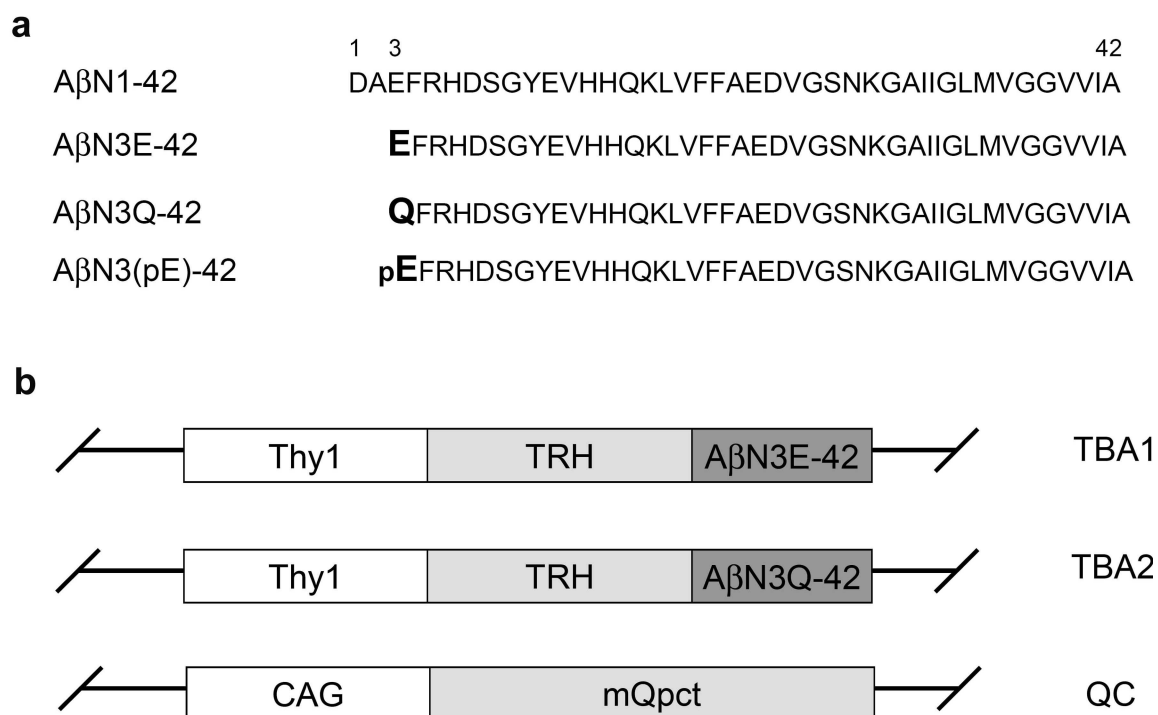 a
1 3 42
AβN1-42 DAEFRHDSGYEVHHQKLVFFAEDVGSNKGAIIGLMVGGVVIA
AβN3E-42 EFRHDSGYEVHHQKLVFFAEDVGSNKGAIIGLMVGGVVIA
AβN3Q-42 QFRHDSGYEVHHQKLVFFAEDVGSNKGAIIGLMVGGVVIA
AβN3(pE)-42 pEFRHDSGYEVHHQKLVFFAEDVGSNKGAIIGLMVGGVVIA
b
Thy1 TRH AβN3E-42 TBA1
Thy1 TRH AβN3Q-42 TBA2
CAG mQpct QC